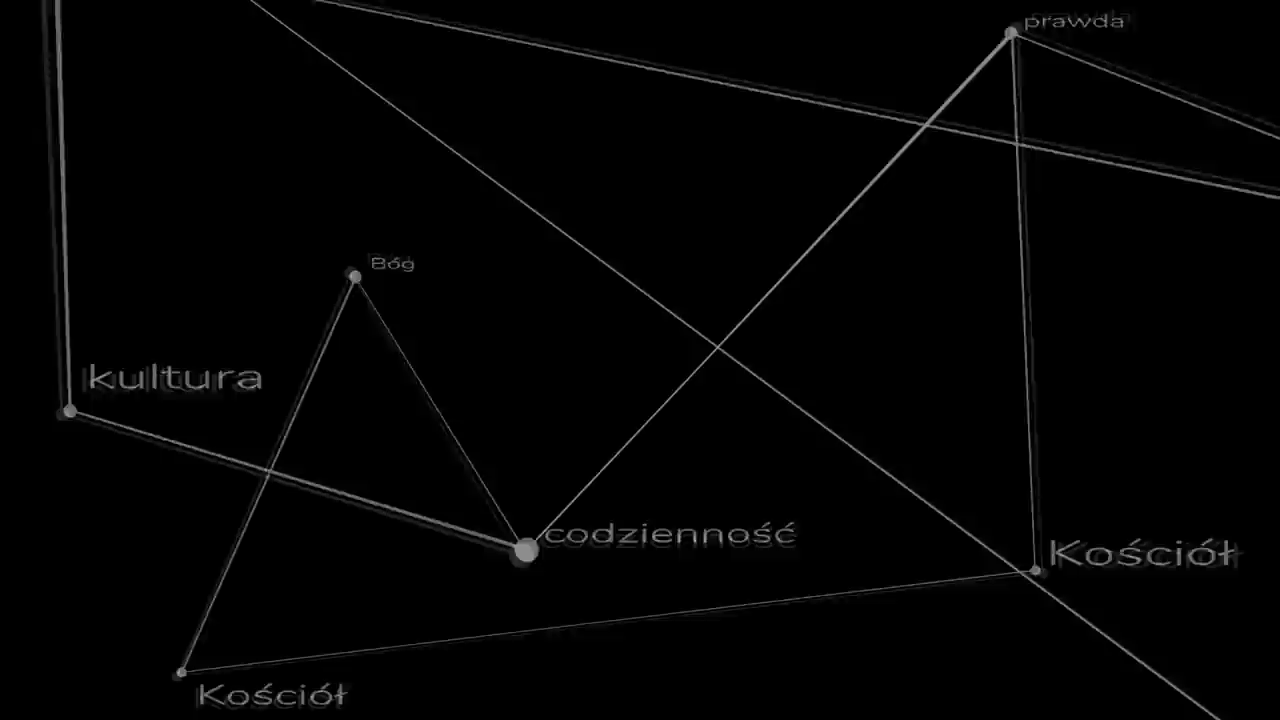 prawda
Bóg
kultura
codzienność
Kościół
Kościół